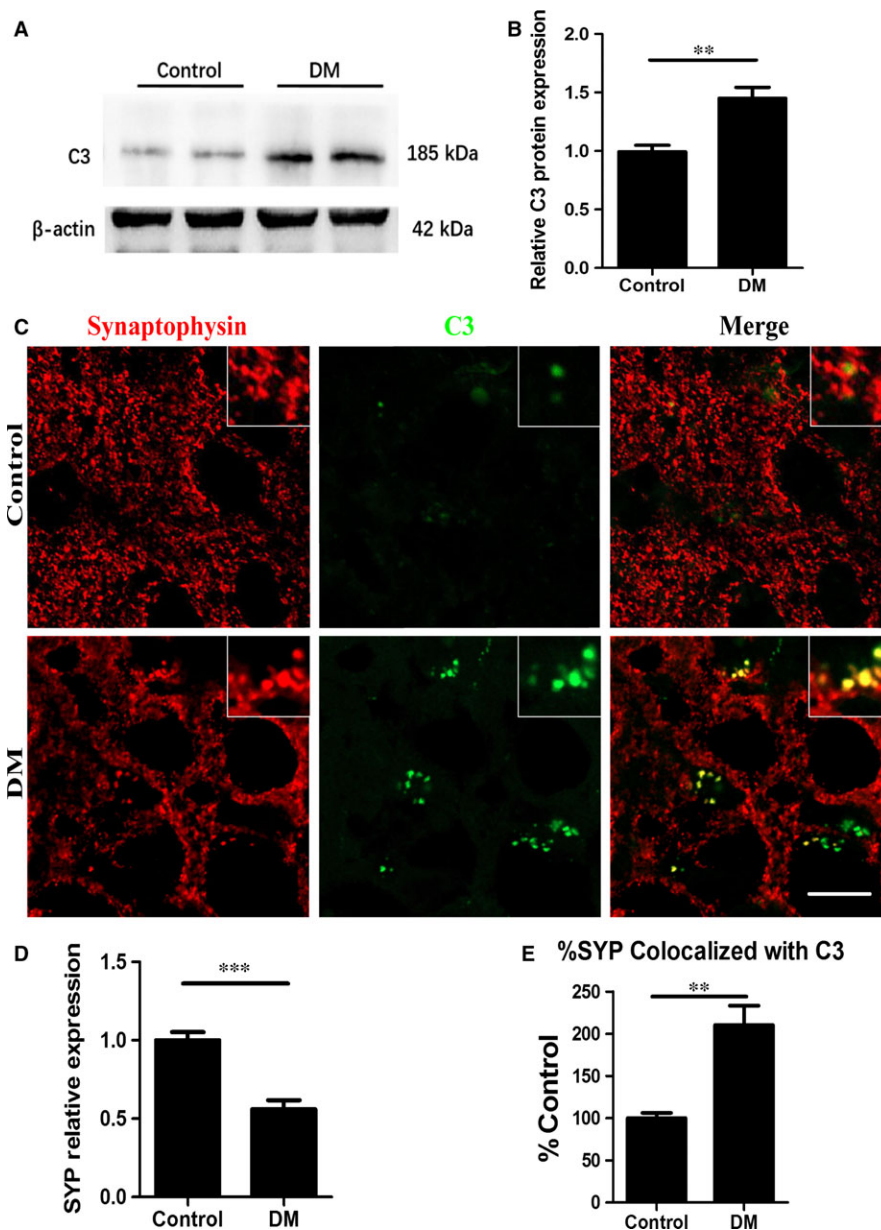 A
Control DM
C3 185 kDa
β-actin 42 kDa
B
Relative C3 protein expression
2.0
1.5
1.0
0.5
0.0
**
Control DM
C
Synaptophysin C3 Merge
Control
DM
D
SYP relative expression
1.5
1.0
0.5
0.0
***
Control DM
E %SYP Colocalized with C3
% Control
250
200
150
100
50
0
**
Control DM